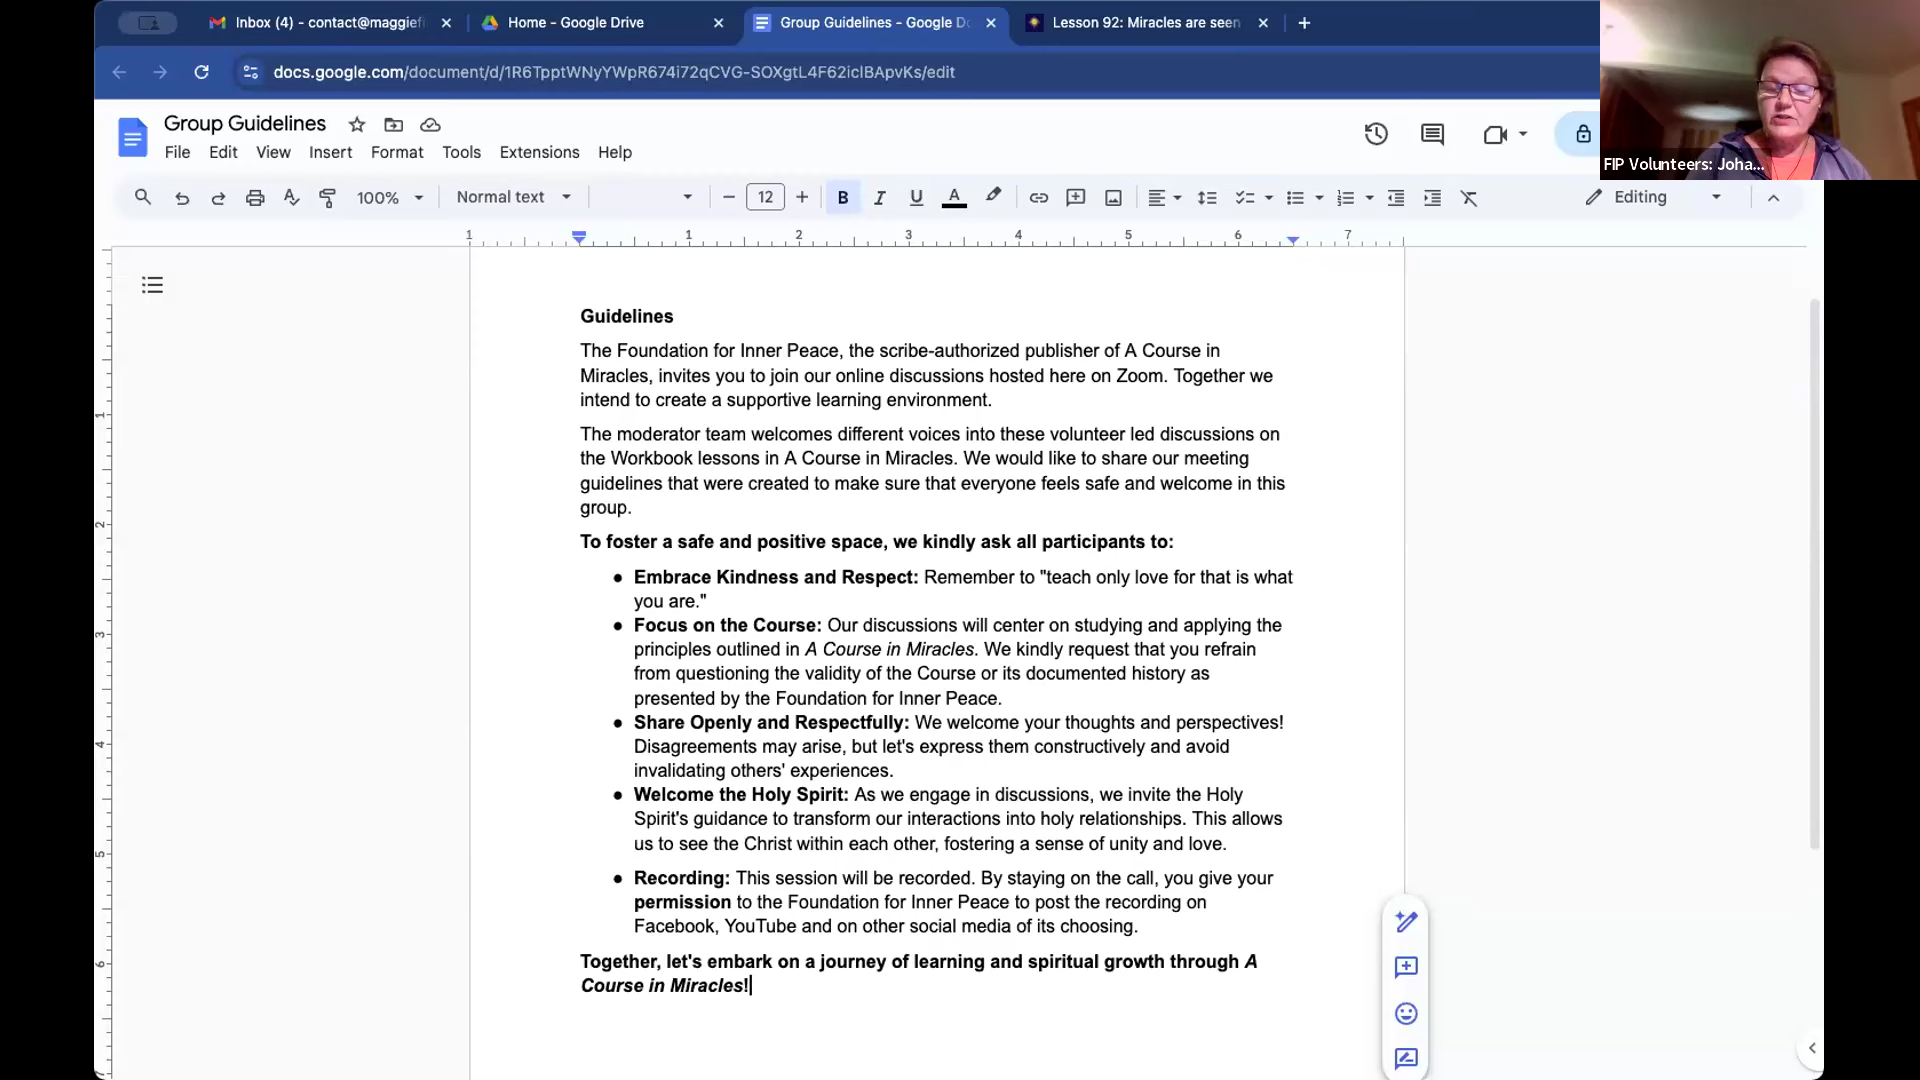 Inbox (4) - contact@maggief
Home - Google Drive
Group Guidelines - Google D
Lesson 92: Miracles are seen
docs.google.com/document/d/1R6TpptWNyYWpR674i72qCVG-SOXgtL4F62iclBApvKs/edit
Group Guidelines
File Edit View Insert Format Tools Extensions Help
FIP Volunteers: Joha...
100% Normal text 12 B I U A Editing
1 1 2 3 4 5 6 7
Guidelines
The Foundation for Inner Peace, the scribe-authorized publisher of A Course in
Miracles, invites you to join our online discussions hosted here on Zoom. Together we
intend to create a supportive learning environment.
The moderator team welcomes different voices into these volunteer led discussions on
the Workbook lessons in A Course in Miracles. We would like to share our meeting
guidelines that were created to make sure that everyone feels safe and welcome in this
group.
To foster a safe and positive space, we kindly ask all participants to:
● Embrace Kindness and Respect: Remember to "teach only love for that is what
you are."
● Focus on the Course: Our discussions will center on studying and applying the
principles outlined in A Course in Miracles. We kindly request that you refrain
from questioning the validity of the Course or its documented history as
presented by the Foundation for Inner Peace.
● Share Openly and Respectfully: We welcome your thoughts and perspectives!
Disagreements may arise, but let's express them constructively and avoid
invalidating others' experiences.
● Welcome the Holy Spirit: As we engage in discussions, we invite the Holy
Spirit's guidance to transform our interactions into holy relationships. This allows
us to see the Christ within each other, fostering a sense of unity and love.
● Recording: This session will be recorded. By staying on the call, you give your
permission to the Foundation for Inner Peace to post the recording on
Facebook, YouTube and on other social media of its choosing.
Together, let's embark on a journey of learning and spiritual growth through A
Course in Miracles!
1
2
3
4
5
6